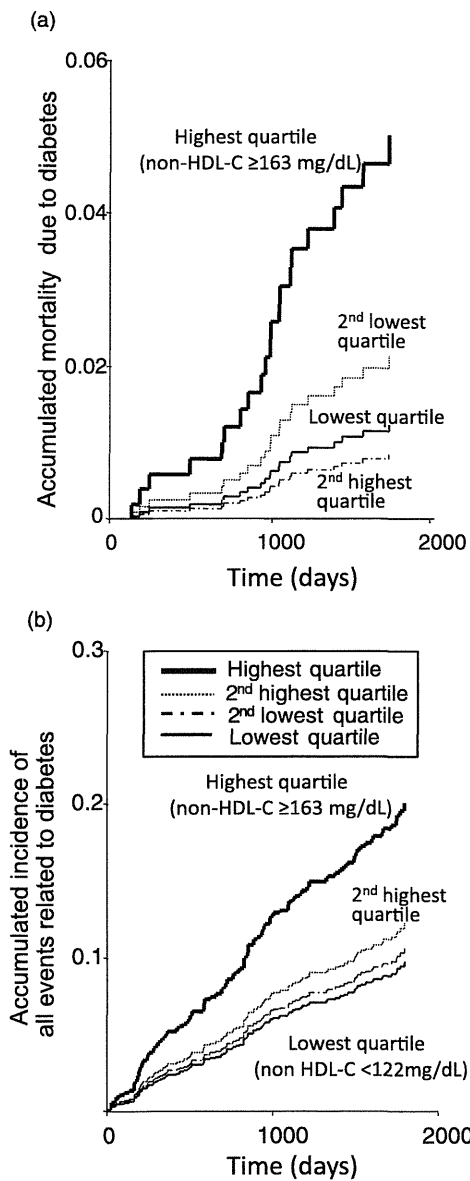 (a)
0.06
0.04
0.02
0
Accumulated mortality due to diabetes
Highest quartile
(non-HDL-C ≥163 mg/dL)
2nd lowest
quartile
Lowest quartile
2nd highest
quartile
0
1000
2000
Time (days)
(b)
0.3
0.2
0.1
Accumulated incidence of
all events related to diabetes
Highest quartile
2nd highest quartile
2nd lowest quartile
Lowest quartile
Highest quartile
(non-HDL-C ≥163 mg/dL)
2nd highest
quartile
Lowest quartile
(non HDL-C <122mg/dL)
0
1000
2000
Time (days)